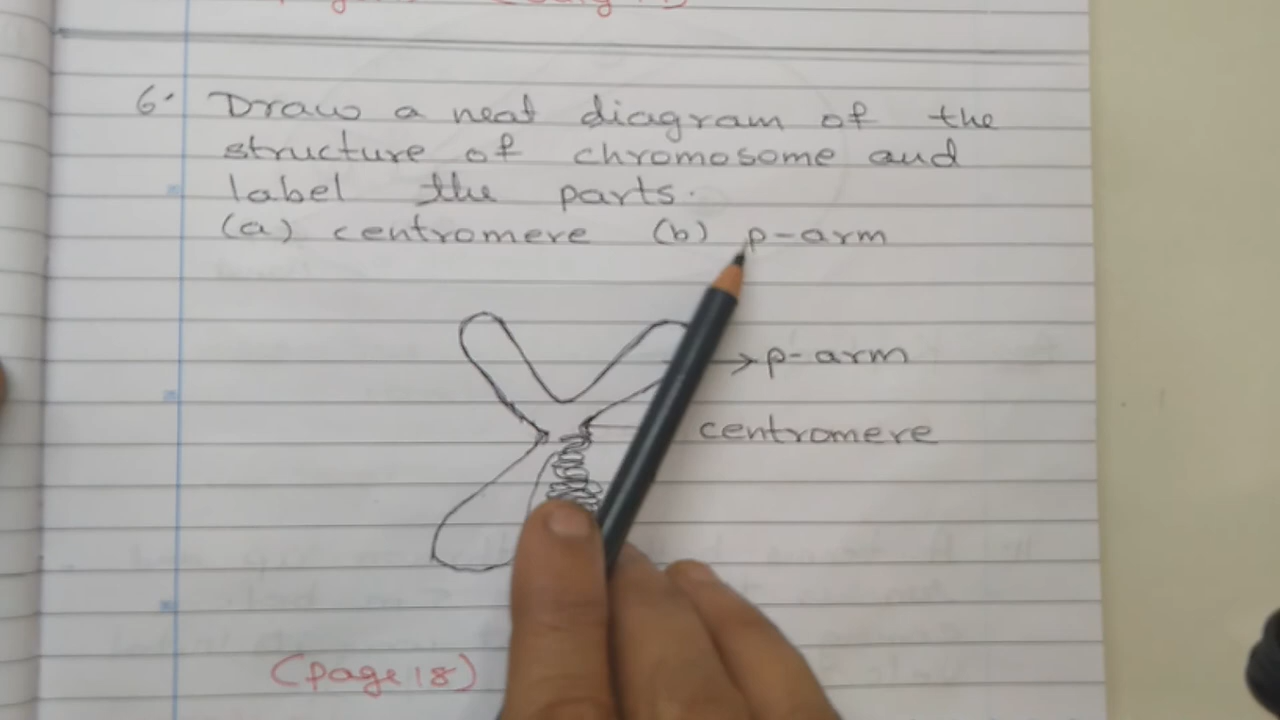 6. Draw a neat diagram of the
structure of chromosome and
label the parts.
(a) centromere (b) p-arm
p-arm
centromere
(page 18)